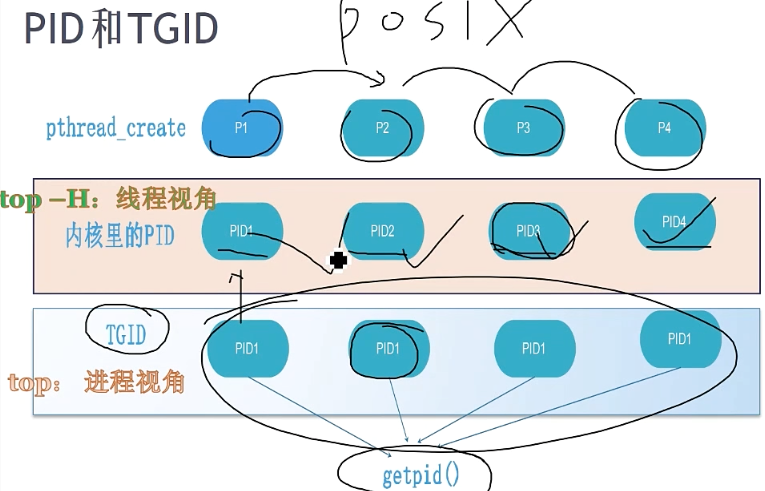 PID和TGID
posix
pthread_create P1 P2 P3 P4
top –H：线程视角
内核里的PID PID1 PID2 PID3 PID4
TGID PID1 PID1 PID1 PID1
top： 进程视角
getpid()